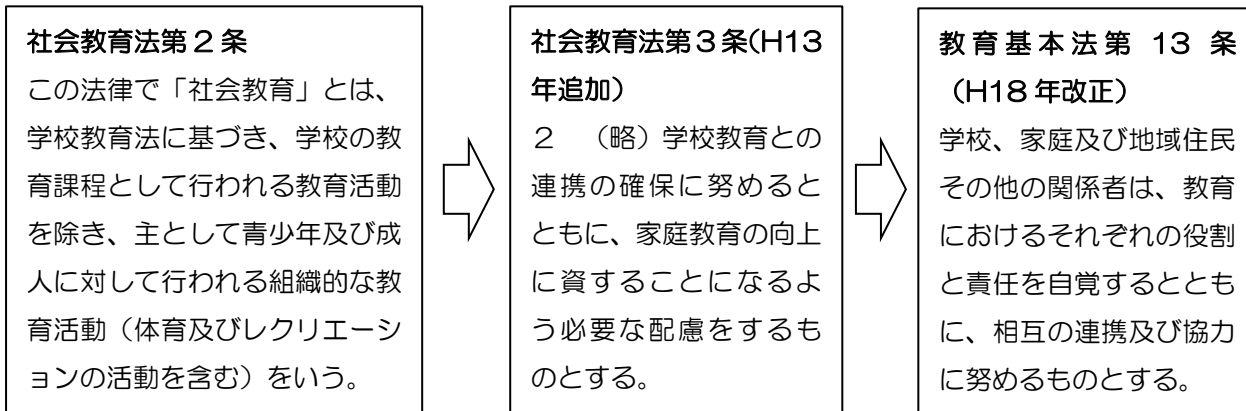 社会教育法第２条
この法律で「社会教育」とは、
学校教育法に基づき、学校の教
育課程として行われる教育活動
を除き、主として青少年及び成
人に対して行われる組織的な教
育活動（体育及びレクリエーシ
ョンの活動を含む）をいう。
社会教育法第３条(H13
年追加）
２　（略）学校教育との
連携の確保に努めると
ともに、家庭教育の向上
に資することになるよ
う必要な配慮をするも
のとする。
教育基本法第 13 条
（H18 年改正）
学校、家庭及び地域住民
その他の関係者は、教育
におけるそれぞれの役割
と責任を自覚するととも
に、相互の連携及び協力
に努めるものとする。